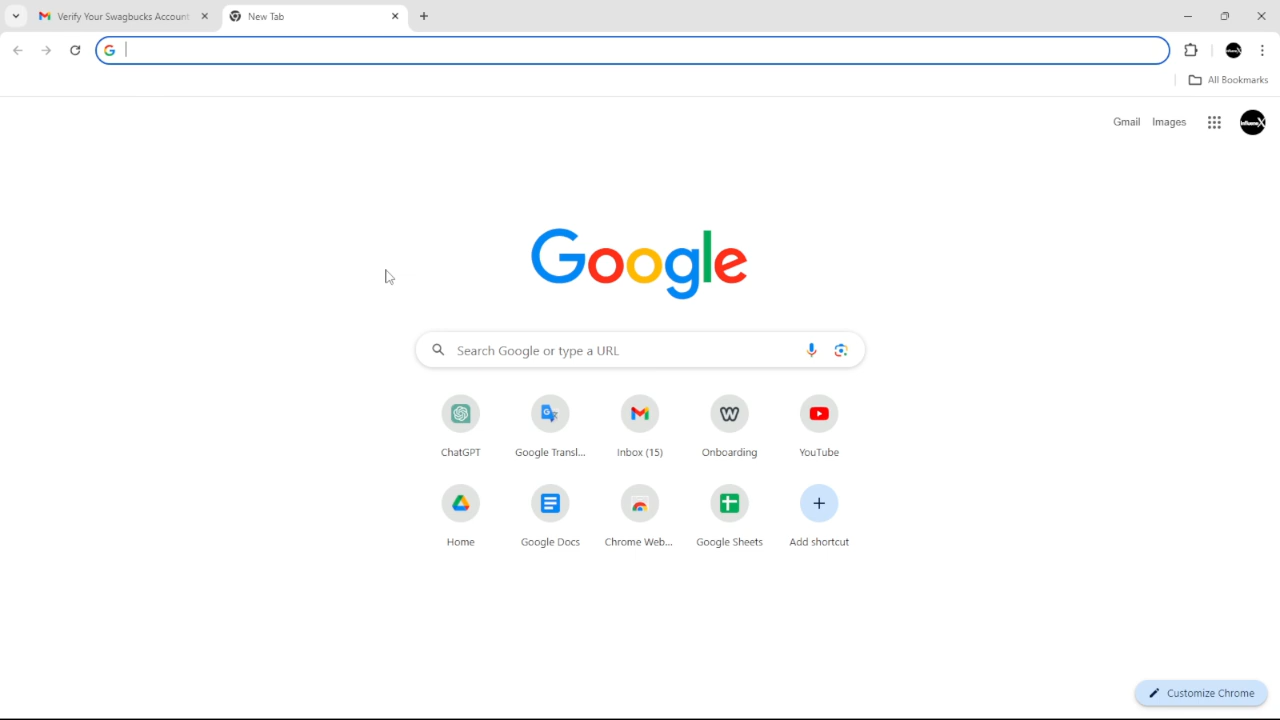 Verify Your Swagbucks Account
New Tab
All Bookmarks
Gmail Images
Google
Search Google or type a URL
ChatGPT Google Transl... Inbox (15) Onboarding YouTube
Home Google Docs Chrome Web... Google Sheets Add shortcut
Customize Chrome